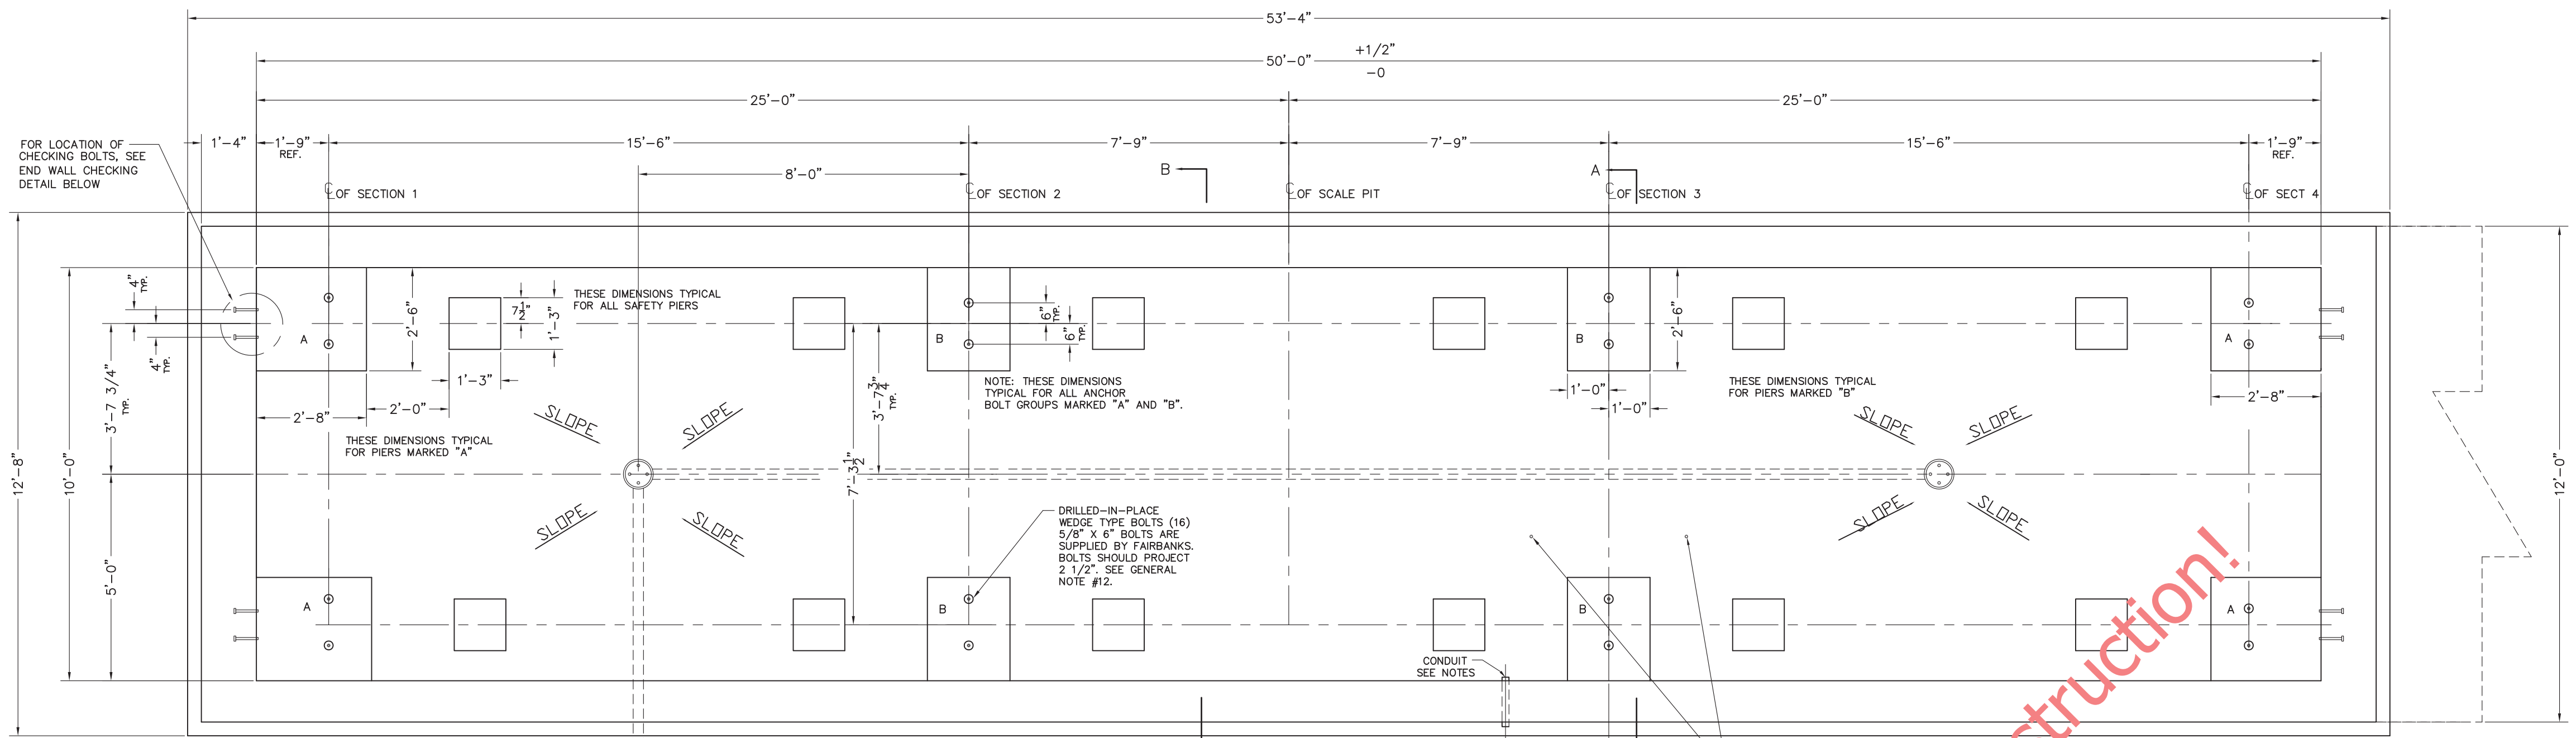 53'-4"
50'-0" +1/2" -0
25'-0" 25'-0"
FOR LOCATION OF
CHECKING BOLTS, SEE
END WALL CHECKING
DETAIL BELOW
1'-4" 1'-9" 15'-6" 7'-9" 7'-9" 15'-6" 1'-9"
REF. REF.
8'-0" B A
℄ OF SECTION 1 ℄ OF SECTION 2 ℄ OF SCALE PIT ℄ OF SECTION 3 ℄ OF SECT 4
4"
TYP.
4"
TYP.
A
2'-6"
7 1/2"
1'-3"
THESE DIMENSIONS TYPICAL
FOR ALL SAFETY PIERS
B
6"
TYP.
6"
TYP.
B
2'-6"
A
3'-7 3/4"
TYP.
1'-3"
2'-8" 2'-0"
THESE DIMENSIONS TYPICAL
FOR PIERS MARKED "A"
SLOPE SLOPE
3'-7 3/4"
TYP.
NOTE: THESE DIMENSIONS
TYPICAL FOR ALL ANCHOR
BOLT GROUPS MARKED "A" AND "B".
1'-0"
1'-0"
THESE DIMENSIONS TYPICAL
FOR PIERS MARKED "B"
SLOPE SLOPE
2'-8"
12'-8" 10'-0" 5'-0"
7'-3 1/2"
12'-0"
SLOPE SLOPE
DRILLED-IN-PLACE
WEDGE TYPE BOLTS (16)
5/8" X 6" BOLTS ARE
SUPPLIED BY FAIRBANKS.
BOLTS SHOULD PROJECT
2 1/2". SEE GENERAL
NOTE #12.
SLOPE SLOPE
A B B A
CONDUIT
SEE NOTES
struction!